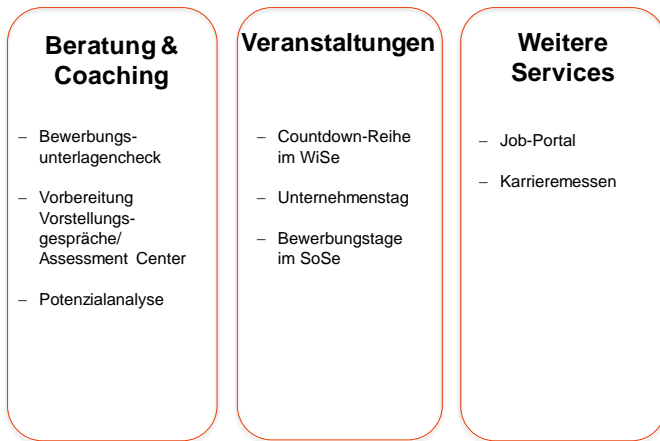 Beratung &
Coaching
– Bewerbungs-
unterlagencheck
– Vorbereitung
Vorstellungs-
gespräche/
Assessment Center
– Potenzialanalyse
Veranstaltungen
– Countdown-Reihe
im WiSe
– Unternehmenstag
– Bewerbungstage
im SoSe
Weitere
Services
– Job-Portal
– Karrieremessen